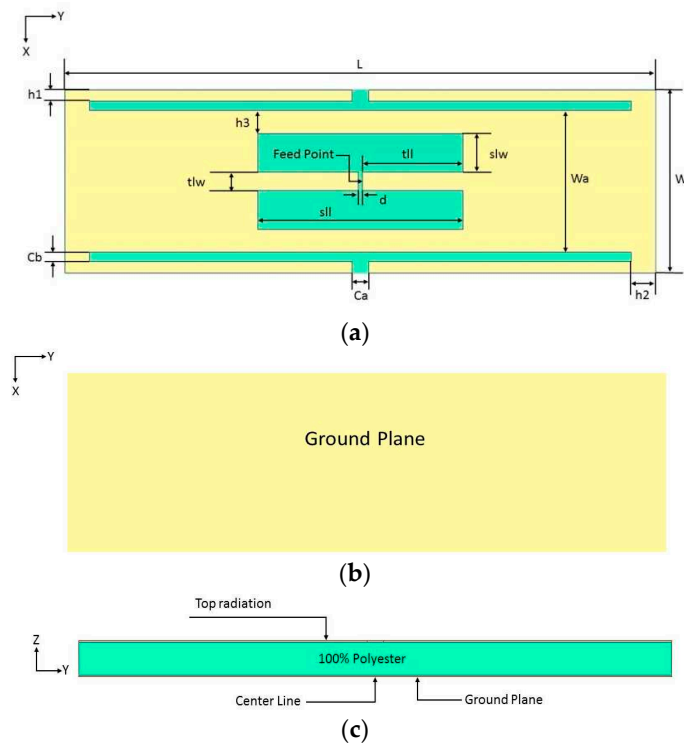 Y
X
L
h1
h3
Feed Point
tll
slw
tlw
Wa
W
d
sll
Cb
Ca
h2
(a)
Y
X
Ground Plane
(b)
Top radiation
Z
Y
100% Polyester
Center Line
Ground Plane
(c)